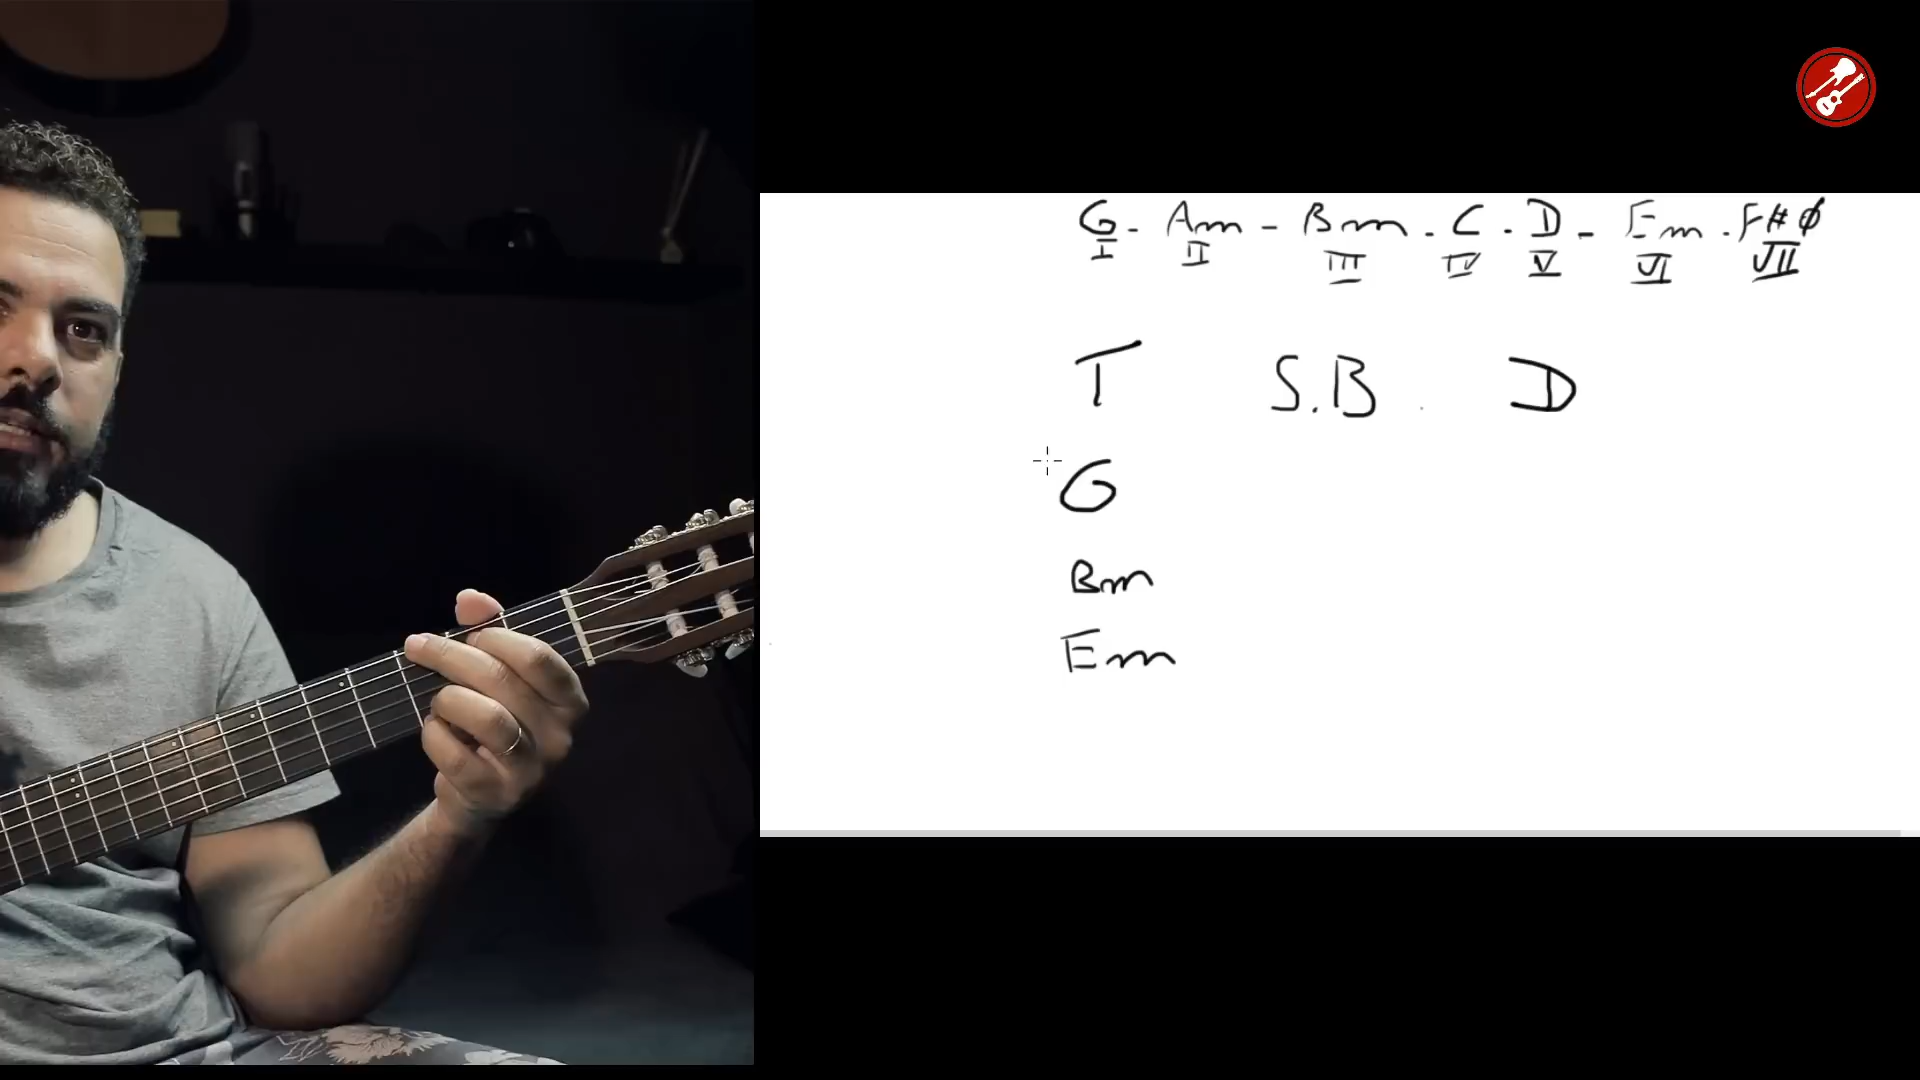 G - Am - Bm - C - D - Em - F#ø
I II III IV V VI VII
T S.B D
G
Bm
Em